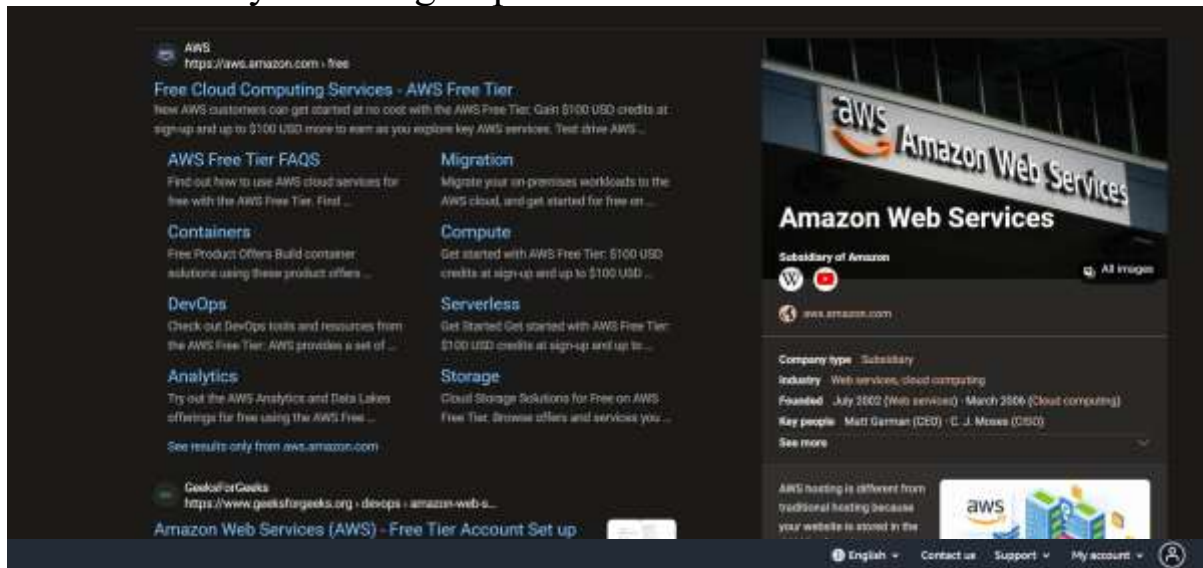 AWS
https://aws.amazon.com › free
Free Cloud Computing Services - AWS Free Tier
New AWS customers can get started at no cost with the AWS Free Tier. Gain $100 USD credits at
sign-up and up to $100 USD more to earn as you explore key AWS services. Test drive AWS ...
AWS Free Tier FAQS
Find out how to use AWS cloud services for
free with the AWS Free Tier. Find ...
Migration
Migrate your on-premises workloads to the
AWS cloud, and get started for free on ...
Containers
Free Product Offers Build container
solutions using these product offers ...
Compute
Get started with AWS Free Tier: $100 USD
credits at sign-up and up to $100 USD ...
DevOps
Check out DevOps tools and resources from
the AWS Free Tier: AWS provides a set of ...
Serverless
Get Started Get started with AWS Free Tier:
$100 USD credits at sign-up and up to ...
Analytics
Try out the AWS Analytics and Data Lakes
offerings for free using the AWS Free ...
Storage
Cloud Storage Solutions for Free on AWS
Free Tier. Browse offers and services you ...
See results only from aws.amazon.com
GeeksForGeeks
https://www.geeksforgeeks.org › devops › amazon-web-s...
Amazon Web Services (AWS) - Free Tier Account Set up
aws Amazon Web Services
Amazon Web Services
Subsidiary of Amazon
W
All images
aws.amazon.com
Company type Subsidiary
Industry Web services, cloud computing
Founded July 2002 (Web services) · March 2006 (Cloud computing)
Key people Matt Garman (CEO) · C. J. Moses (CISO)
See more
AWS hosting is different from
traditional hosting because
your website is stored in the
aws
English Contact us Support My account